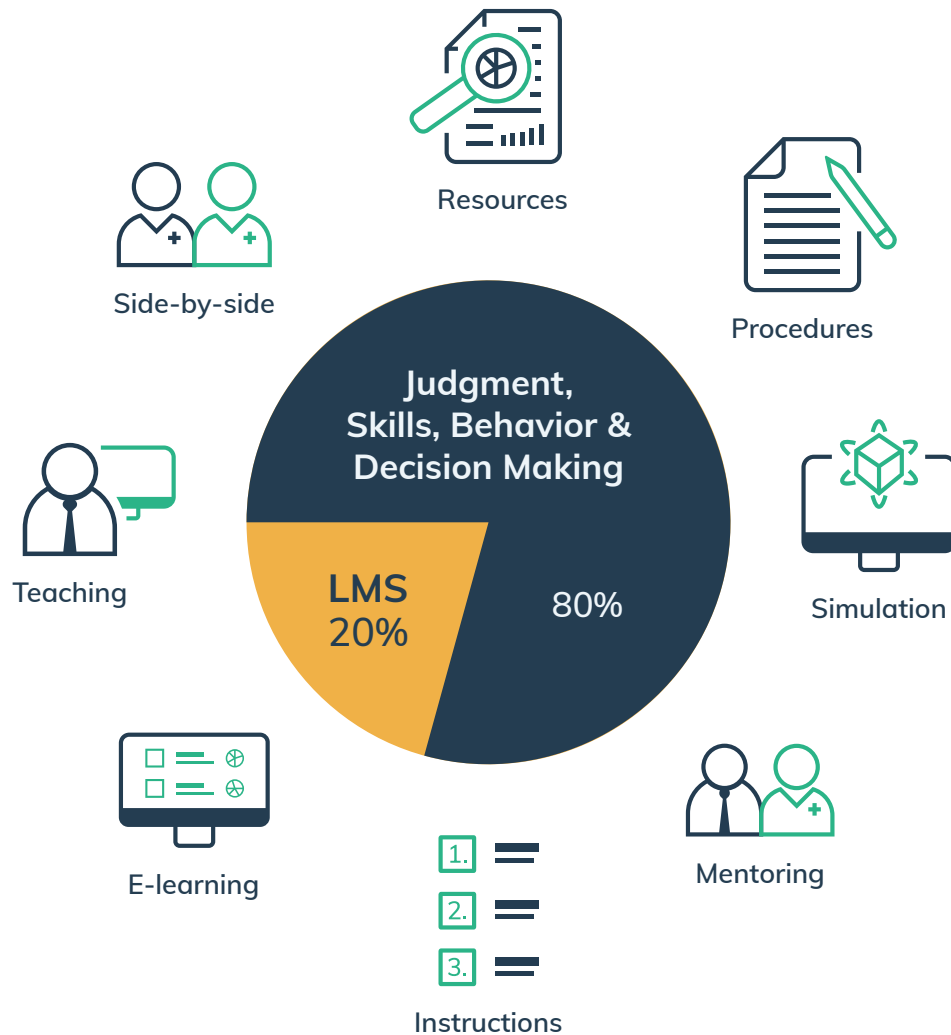 Resources
Side-by-side
Procedures
Judgment,
Skills, Behavior &
Decision Making
LMS
20%
80%
Teaching
Simulation
E-learning
Mentoring
1.
2.
3.
Instructions